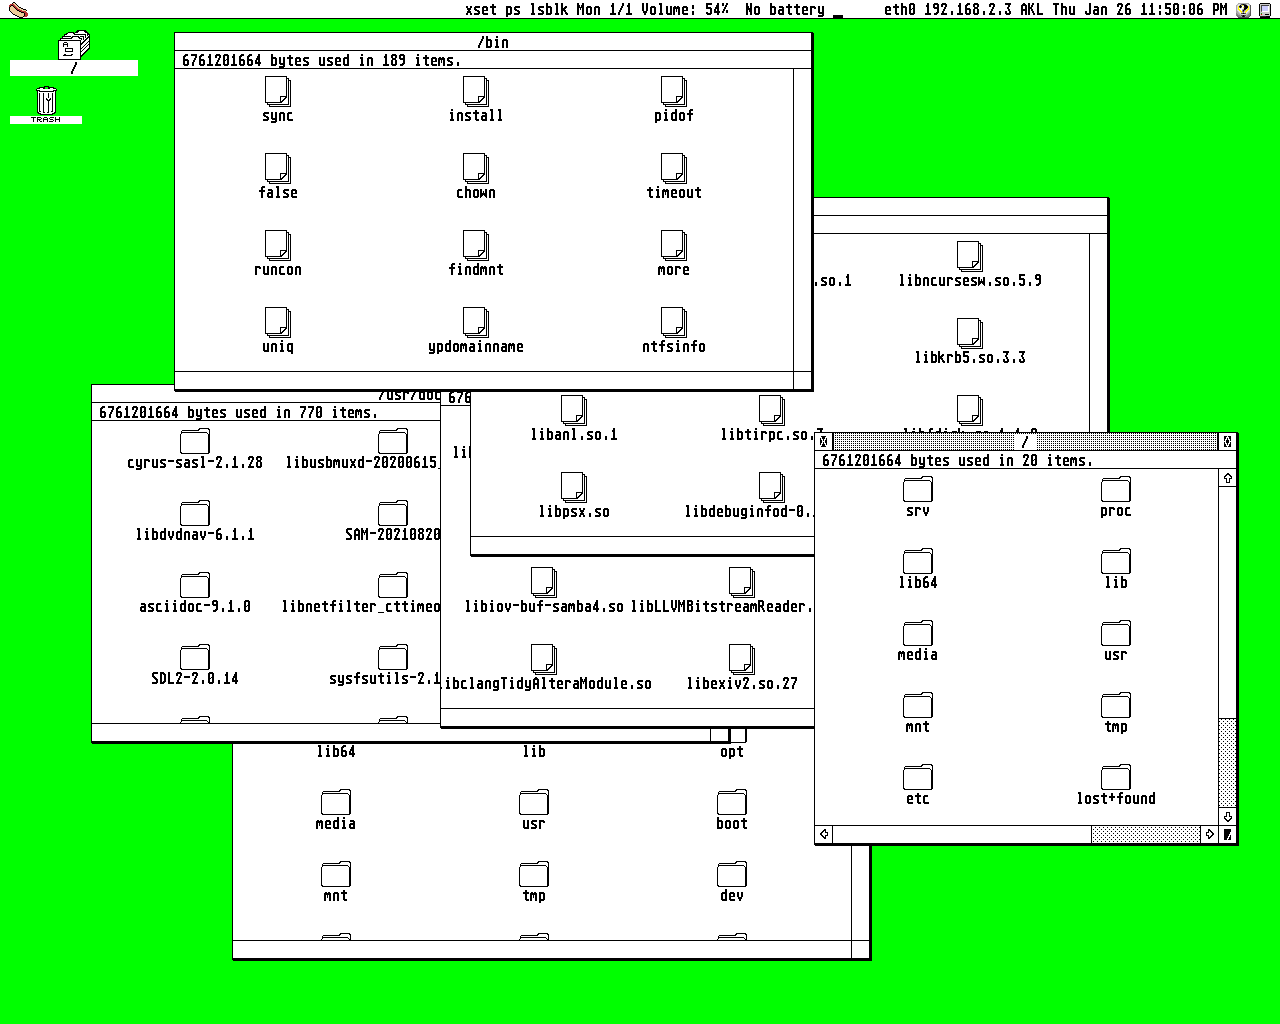 xset ps lsblk Mon 1/1 Volume: 54% No battery _ eth0 192.168.2.3 AKL Thu Jan 26 11:50:06 PM
/
TRASH
/bin
6761201664 bytes used in 189 items.
sync install pidof
false chown timeout
runcon findmnt more
uniq ypdomainname ntfsinfo
.so.1 libncursesw.so.5.9
libkrb5.so.3.3
libanl.so.1 libtirpc.so.
libpsx.so libdebuginfod-0.
/usr/doc
6761201664 bytes used in 770 items.
cyrus-sasl-2.1.28 libusbmuxd-20200615
libdvdnav-6.1.1 SAM-20210820
asciidoc-9.1.0 libnetfilter_cttimeo
SDL2-2.0.14 sysfsutils-2.1
676
li
libiov-buf-samba4.so libLLVMBitstreamReader.
ibclangTidyAlteraModule.so libexiv2.so.27
/
6761201664 bytes used in 20 items.
srv proc
lib64 lib
media usr
mnt tmp
etc lost+found
lib64 lib opt
media usr boot
mnt tmp dev